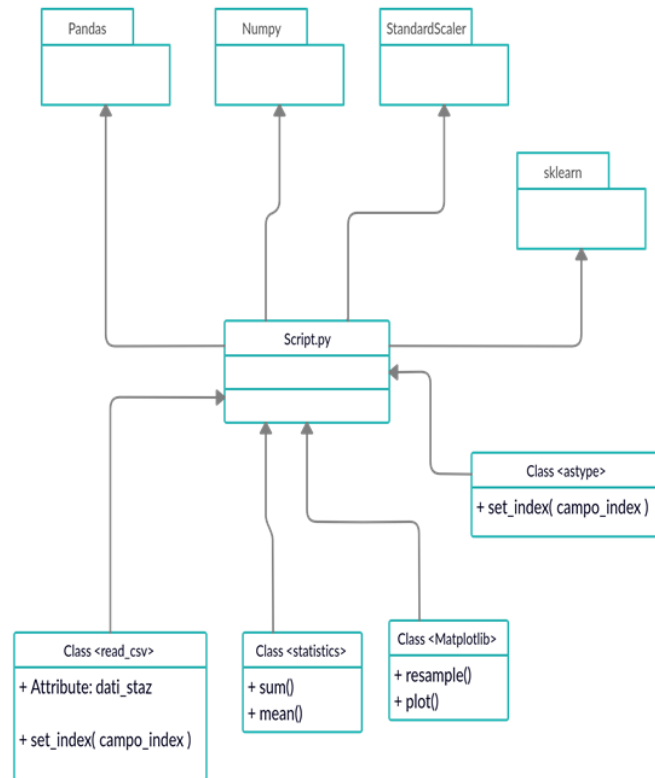 Pandas
Numpy
StandardScaler
sklearn
Script.py
Class <astype>
+ set_index( campo_index )
Class <read_csv>
+ Attribute: dati_staz
+ set_index( campo_index )
Class <statistics>
+ sum()
+ mean()
Class <Matplotlib>
+ resample()
+ plot()